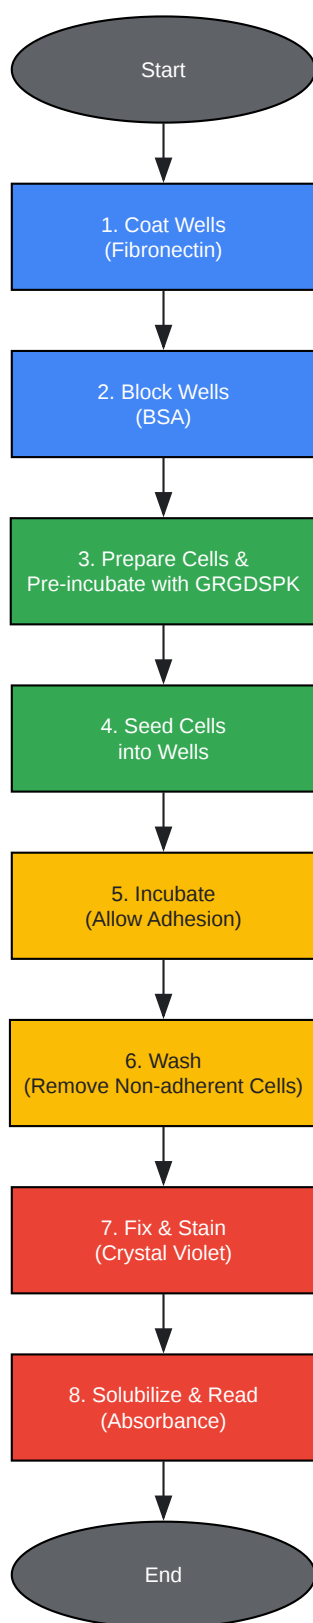 Start
1. Coat Wells
(Fibronectin)
2. Block Wells
(BSA)
3. Prepare Cells &
Pre-incubate with GRGDSPK
4. Seed Cells
into Wells
5. Incubate
(Allow Adhesion)
6. Wash
(Remove Non-adherent Cells)
7. Fix & Stain
(Crystal Violet)
8. Solubilize & Read
(Absorbance)
End